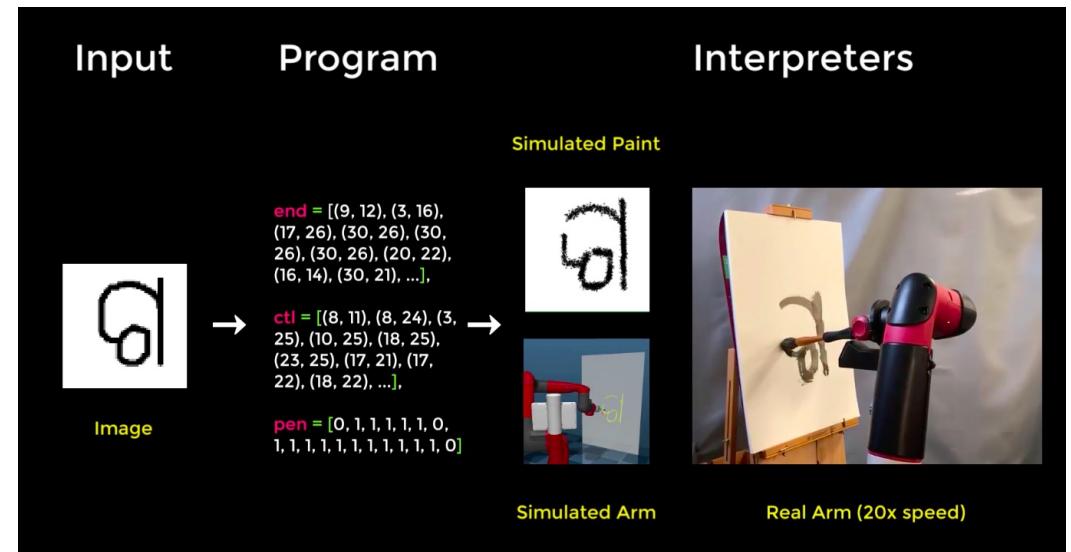 Input
Program
Interpreters
Simulated Paint
end = [(9, 12), (3, 16),
(17, 26), (30, 26), (30,
26), (30, 26), (20, 22),
(16, 14), (30, 21), ...],
ctl = [(8, 11), (8, 24), (3,
25), (10, 25), (18, 25),
(23, 25), (17, 21), (17,
22), (18, 22), ...],
pen = [0, 1, 1, 1, 1, 1, 0,
1, 1, 1, 1, 1, 1, 1, 1, 1, 1, 1, 0]
Image
Simulated Arm
Real Arm (20x speed)